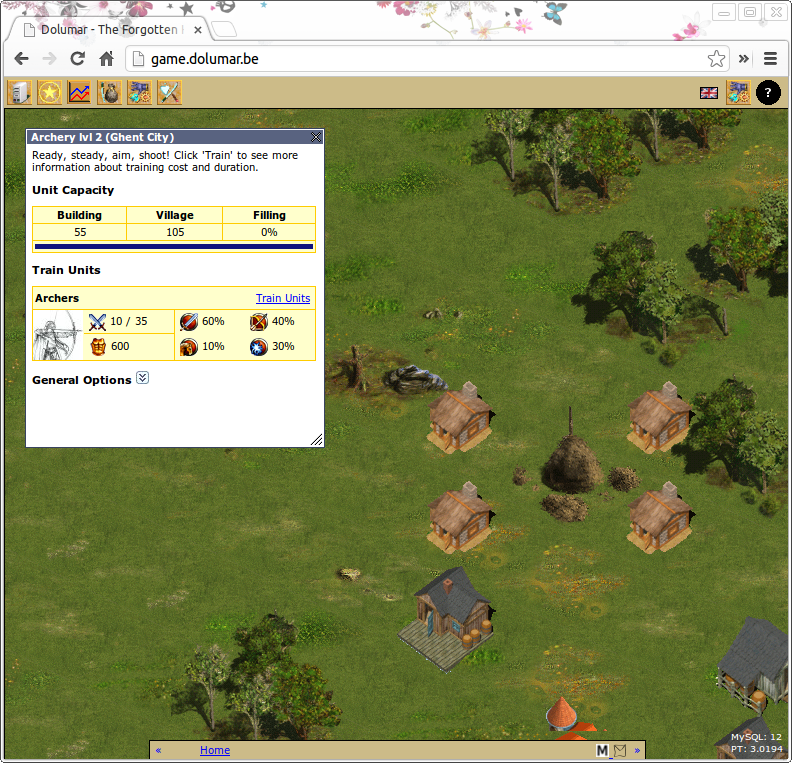 Dolumar - The Forgotten
game.dolumar.be
?
Archery lvl 2 (Ghent City)
Ready, steady, aim, shoot! Click 'Train' to see more
information about training cost and duration.
Unit Capacity
Building Village Filling
55 105 0%
Train Units
Archers Train Units
10 / 35 60% 40%
600 10% 30%
General Options
MySQL: 12
PT: 3.0194
« Home M »